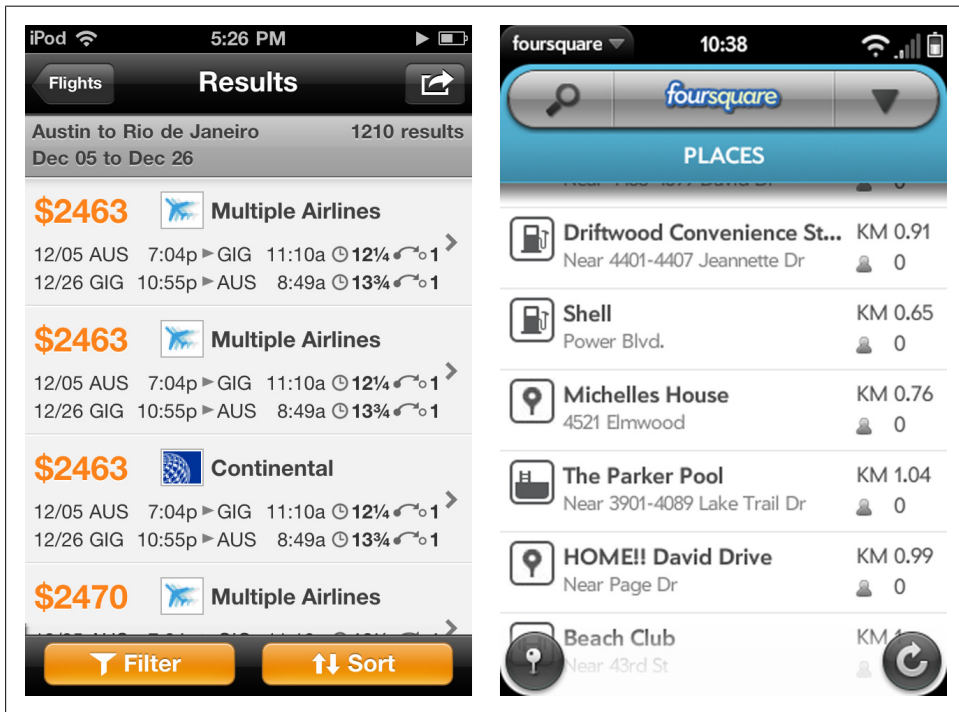 iPod 5:26 PM
Flights Results
Austin to Rio de Janeiro 1210 results
Dec 05 to Dec 26
$2463 Multiple Airlines
12/05 AUS 7:04p ► GIG 11:10a 12¼ 1
12/26 GIG 10:55p ► AUS 8:49a 13¾ 1
$2463 Multiple Airlines
12/05 AUS 7:04p ► GIG 11:10a 12¼ 1
12/26 GIG 10:55p ► AUS 8:49a 13¾ 1
$2463 Continental
12/05 AUS 7:04p ► GIG 11:10a 12¼ 1
12/26 GIG 10:55p ► AUS 8:49a 13¾ 1
$2470 Multiple Airlines
Filter Sort
foursquare 10:38
foursquare
PLACES
0
Driftwood Convenience St... KM 0.91
Near 4401-4407 Jeannette Dr 0
Shell KM 0.65
Power Blvd. 0
Michelles House KM 0.76
4521 Elmwood 0
The Parker Pool KM 1.04
Near 3901-4089 Lake Trail Dr 0
HOME!! David Drive KM 0.99
Near Page Dr 0
Beach Club KM
Near 43rd St